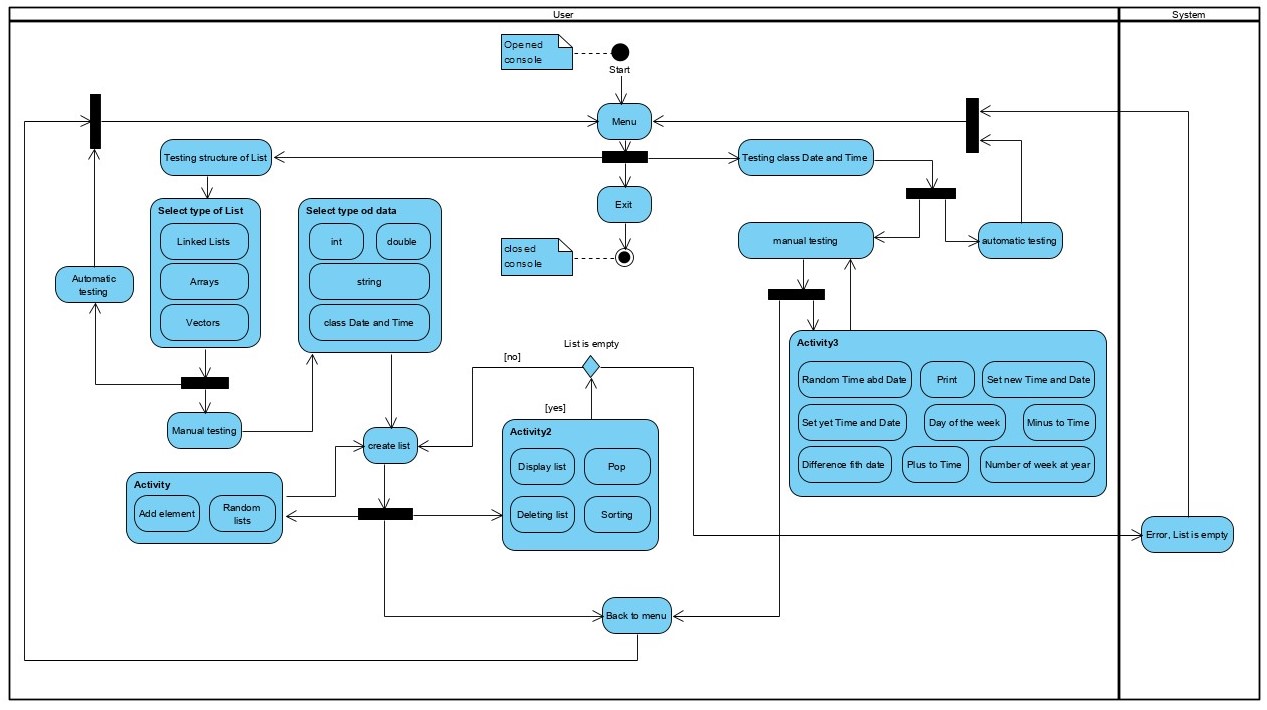 User
System
Opened
console
Start
Menu
Testing structure of List
Testing class Date and Time
Select type of List
Linked Lists
Arrays
Vectors
Select type od data
int
double
string
class Date and Time
Exit
closed
console
manual testing
automatic testing
Automatic
testing
Manual testing
List is empty
[no]
[yes]
create list
Activity
Add element
Random
lists
Activity2
Display list
Pop
Deleting list
Sorting
Activity3
Random Time abd Date
Print
Set new Time and Date
Set yet Time and Date
Day of the week
Minus to Time
Difference fith date
Plus to Time
Number of week at year
Error, List is empty
Back to menu